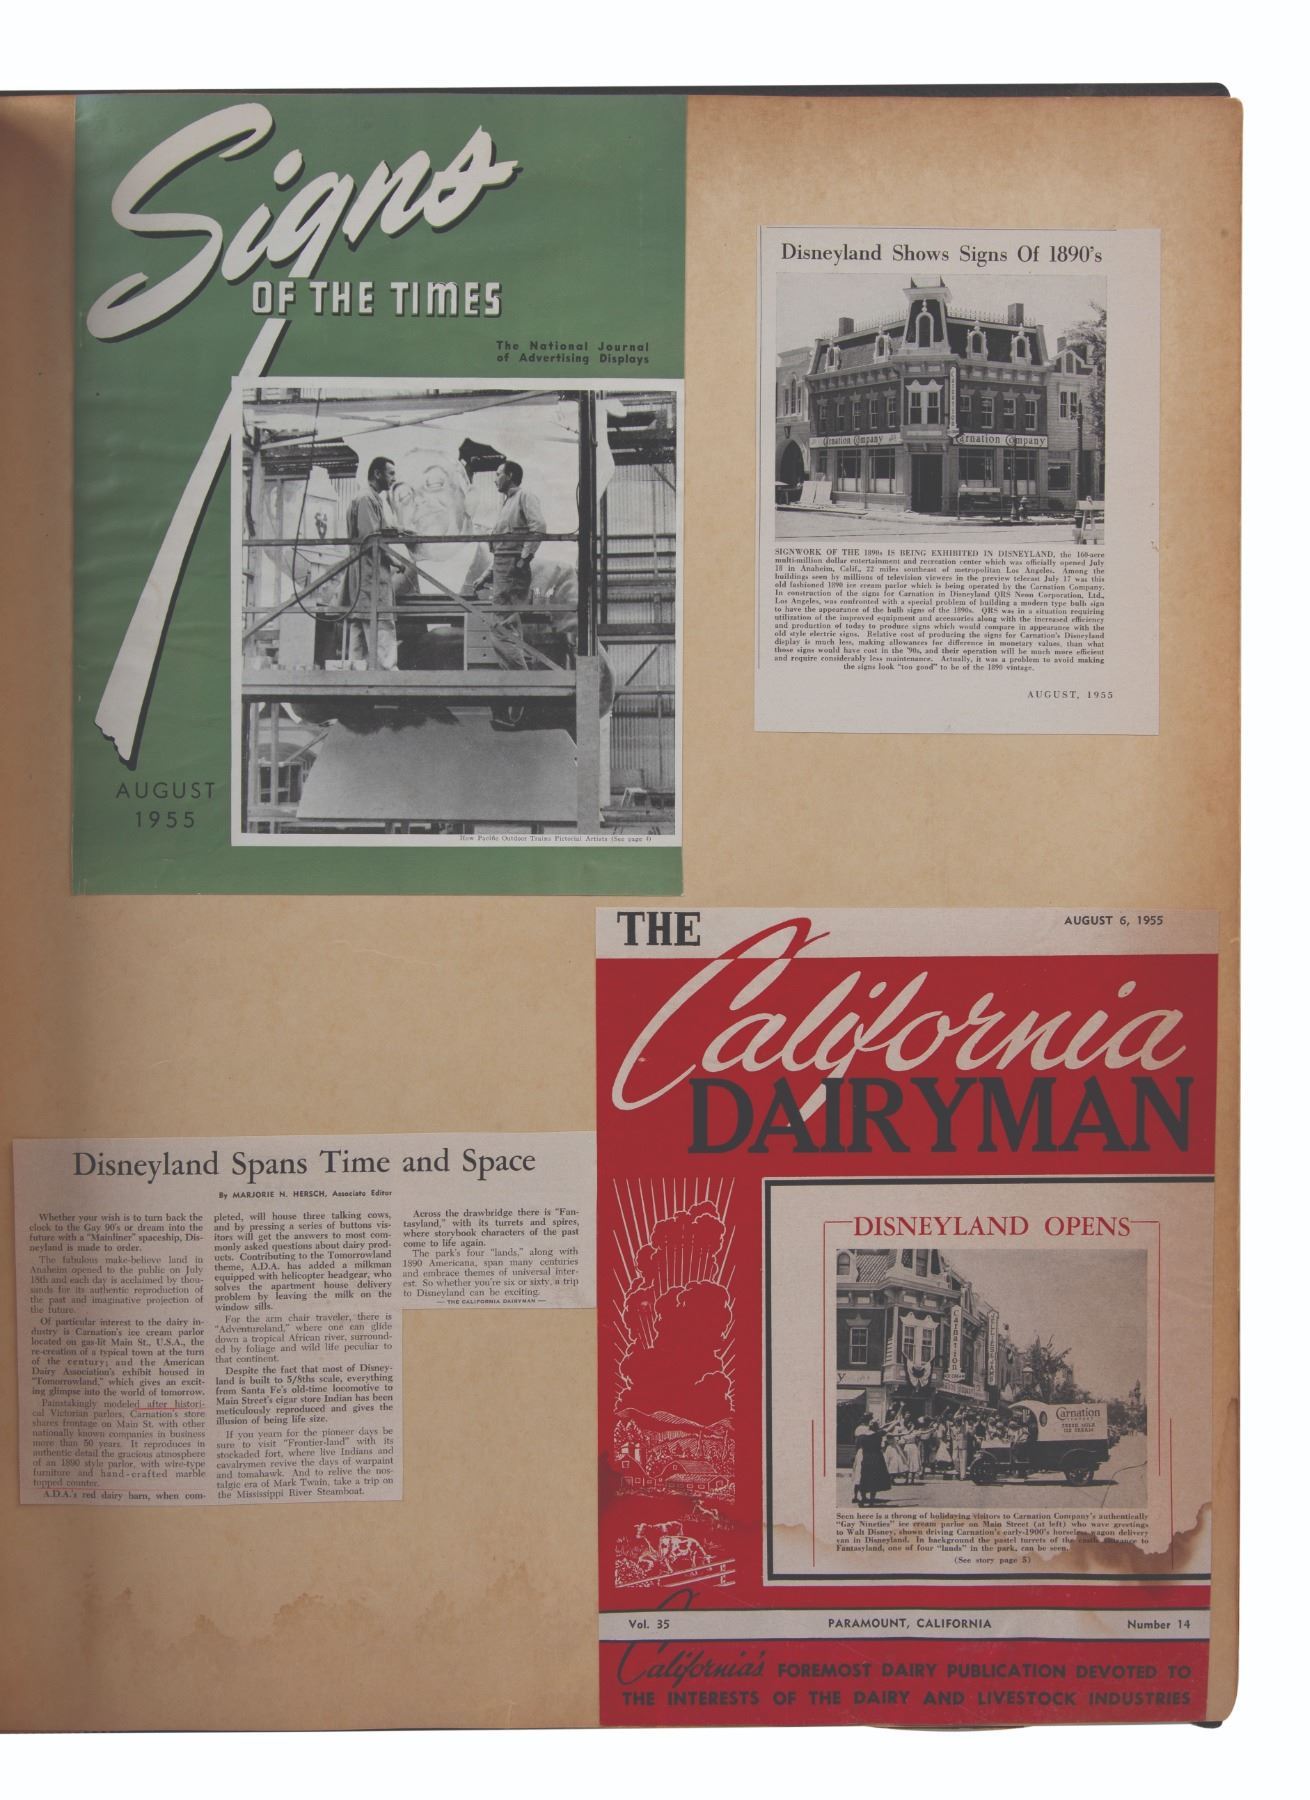 Signs
OF THE TIMES
The National Journal
of Advertising Displays
AUGUST
1955
How Pacific Outdoor Trains Pictorial Artists (See page 4)
Disneyland Shows Signs Of 1890's
Carnation Company
Carnation Company
SIGNWORK OF THE 1890s IS BEING EXHIBITED IN DISNEYLAND, the 160-acre
multi-million dollar entertainment and recreation center which was officially opened July
18 in Anaheim, Calif., 22 miles southeast of metropolitan Los Angeles. Among the
buildings seen by millions of television viewers in the preview telecast July 17 was this
old fashioned 1890 ice cream parlor which is being operated by the Carnation Company.
In construction of the signs for Carnation in Disneyland QRS Neon Corporation, Ltd.,
Los Angeles, was confronted with a special problem of building a modern type bulb sign
to have the appearance of the bulb signs of the 1890s. QRS was in a situation requiring
utilization of the improved equipment and accessories along with the increased efficiency
and production of today to produce signs which would compare in appearance with the
old style electric signs. Relative cost of producing the signs for Carnation's Disneyland
display is much less, making allowances for difference in monetary values, than what
those signs would have cost in the '90s, and their operation will be much more efficient
and require considerably less maintenance. Actually, it was a problem to avoid making
the signs look "too good" to be of the 1890 vintage.
AUGUST, 1955
Disneyland Spans Time and Space
By MARJORIE N. HERSCH, Associate Editor
Whether your wish is to turn back the
clock to the Gay 90's or dream into the
future with a "Mainliner" spaceship, Dis-
neyland is made to order.
The fabulous make-believe land in
Anaheim opened to the public on July
18th and each day is acclaimed by thou-
sands for its authentic reproduction of
the past and imaginative projection of
the future.
Of particular interest to the dairy in-
dustry is Carnation's ice cream parlor
located on gas-lit Main St., U.S.A., the
re-creation of a typical town at the turn
of the century; and the American
Dairy Association's exhibit housed in
"Tomorrowland," which gives an excit-
ing glimpse into the world of tomorrow.
Painstakingly modeled after histori-
cal Victorian parlors, Carnation's store
shares frontage on Main St. with other
nationally known companies in business
more than 50 years. It reproduces in
authentic detail the gracious atmosphere
of an 1890 style parlor, with wire-type
furniture and hand-crafted marble
topped counter.
A.D.A.'s red dairy barn, when com-
pleted, will house three talking cows,
and by pressing a series of buttons vis-
itors will get the answers to most com-
monly asked questions about dairy prod-
ucts. Contributing to the Tomorrowland
theme, A.D.A. has added a milkman
equipped with helicopter headgear, who
solves the apartment house delivery
problem by leaving the milk on the
window sills.
For the arm chair traveler, there is
"Adventureland," where one can glide
down a tropical African river, surround-
ed by foliage and wild life peculiar to
that continent.
Despite the fact that most of Disney-
land is built to 5/8ths scale, everything
from Santa Fe's old-time locomotive to
Main Street's cigar store Indian has been
meticulously reproduced and gives the
illusion of being life size.
If you yearn for the pioneer days be
sure to visit "Frontier-land" with its
stockaded fort, where live Indians and
cavalrymen revive the days of warpaint
and tomahawk. And to relive the nos-
talgic era of Mark Twain, take a trip on
the Mississippi River Steamboat.
Across the drawbridge there is "Fan-
tasyland," with its turrets and spires,
where storybook characters of the past
come to life again.
The park's four "lands," along with
1890 Americana, span many centuries
and embrace themes of universal inter-
est. So whether you're six or sixty, a trip
to Disneyland can be exciting.
— THE CALIFORNIA DAIRYMAN —
THE
AUGUST 6, 1955
California
DAIRYMAN
DISNEYLAND OPENS
Carnation
Carnation
COMPANY
FRESH MILK
ICE CREAM
Seen here is a throng of holidaying visitors to Carnation Company's authentically
"Gay Nineties" ice cream parlor on Main Street (at left) who wave greetings
to Walt Disney, shown driving Carnation's early-1900's horseless wagon delivery
van in Disneyland. In background the pastel turrets of the castle entrance to
Fantasyland, one of four "lands" in the park, can be seen.
(See story page 5)
Vol. 35
PARAMOUNT, CALIFORNIA
Number 14
California's FOREMOST DAIRY PUBLICATION DEVOTED TO
THE INTERESTS OF THE DAIRY AND LIVESTOCK INDUSTRIES